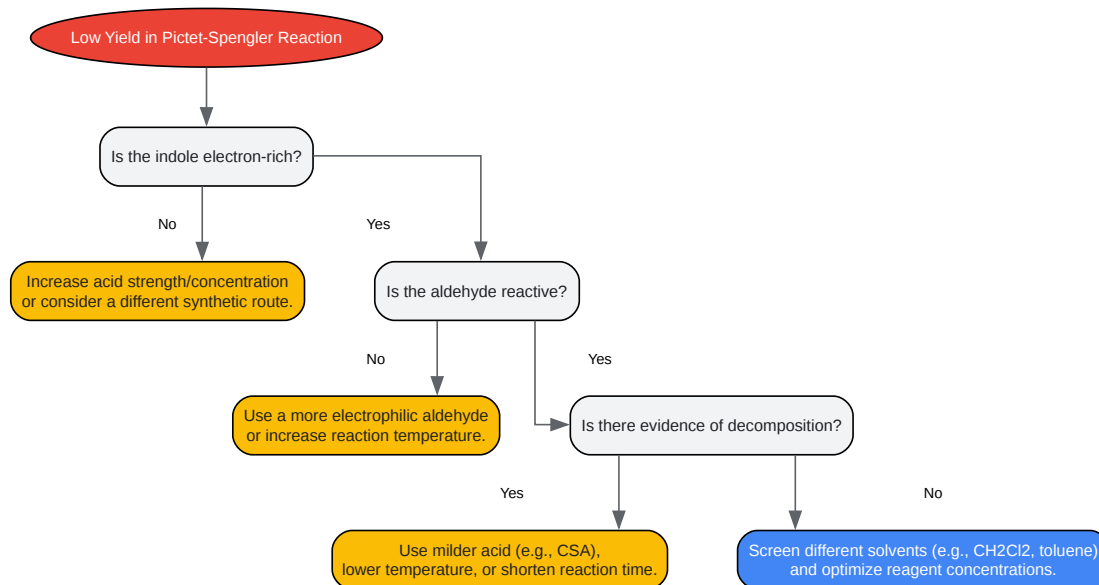 Low Yield in Pictet-Spengler Reaction
Is the indole electron-rich?
No
Yes
Increase acid strength/concentration
or consider a different synthetic route.
Is the aldehyde reactive?
No
Yes
Use a more electrophilic aldehyde
or increase reaction temperature.
Is there evidence of decomposition?
Yes
No
Use milder acid (e.g., CSA),
lower temperature, or shorten reaction time.
Screen different solvents (e.g., CH2Cl2, toluene)
and optimize reagent concentrations.